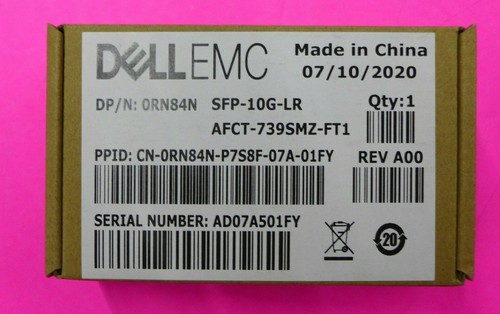 DELLEMC
Made in China
07/10/2020
DP/N: 0RN84N SFP-10G-LR Qty:1
AFCT-739SMZ-FT1
PPID: CN-0RN84N-P7S8F-07A-01FY REV A00
SERIAL NUMBER: AD07A501FY
20